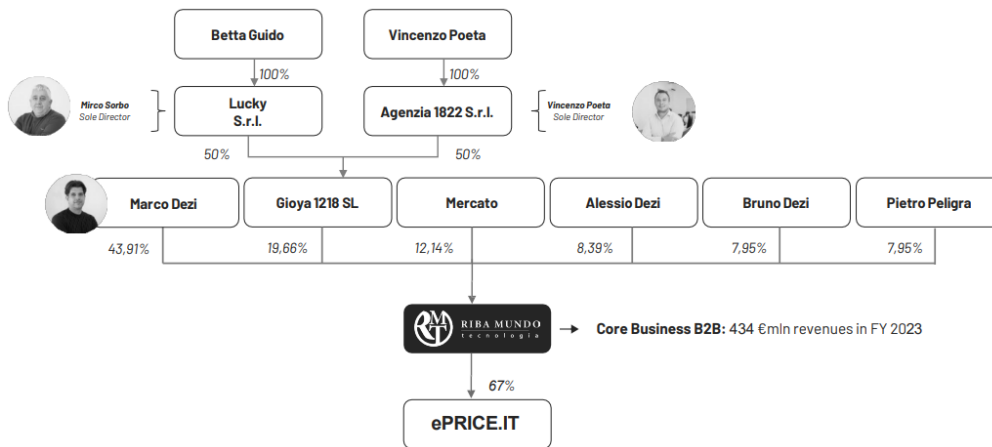 Betta Guido
Vincenzo Poeta
100%
100%
Mirco Sorbo
Sole Director
Lucky
S.r.l.
Agenzia 1822 S.r.l.
Vincenzo Poeta
Sole Director
50%
50%
Marco Dezi
Gioya 1218 SL
Mercato
Alessio Dezi
Bruno Dezi
Pietro Peligra
43,91%
19,66%
12,14%
8,39%
7,95%
7,95%
RMT
RIBA MUNDO
tecnología
Core Business B2B: 434 €mln revenues in FY 2023
67%
ePRICE.IT